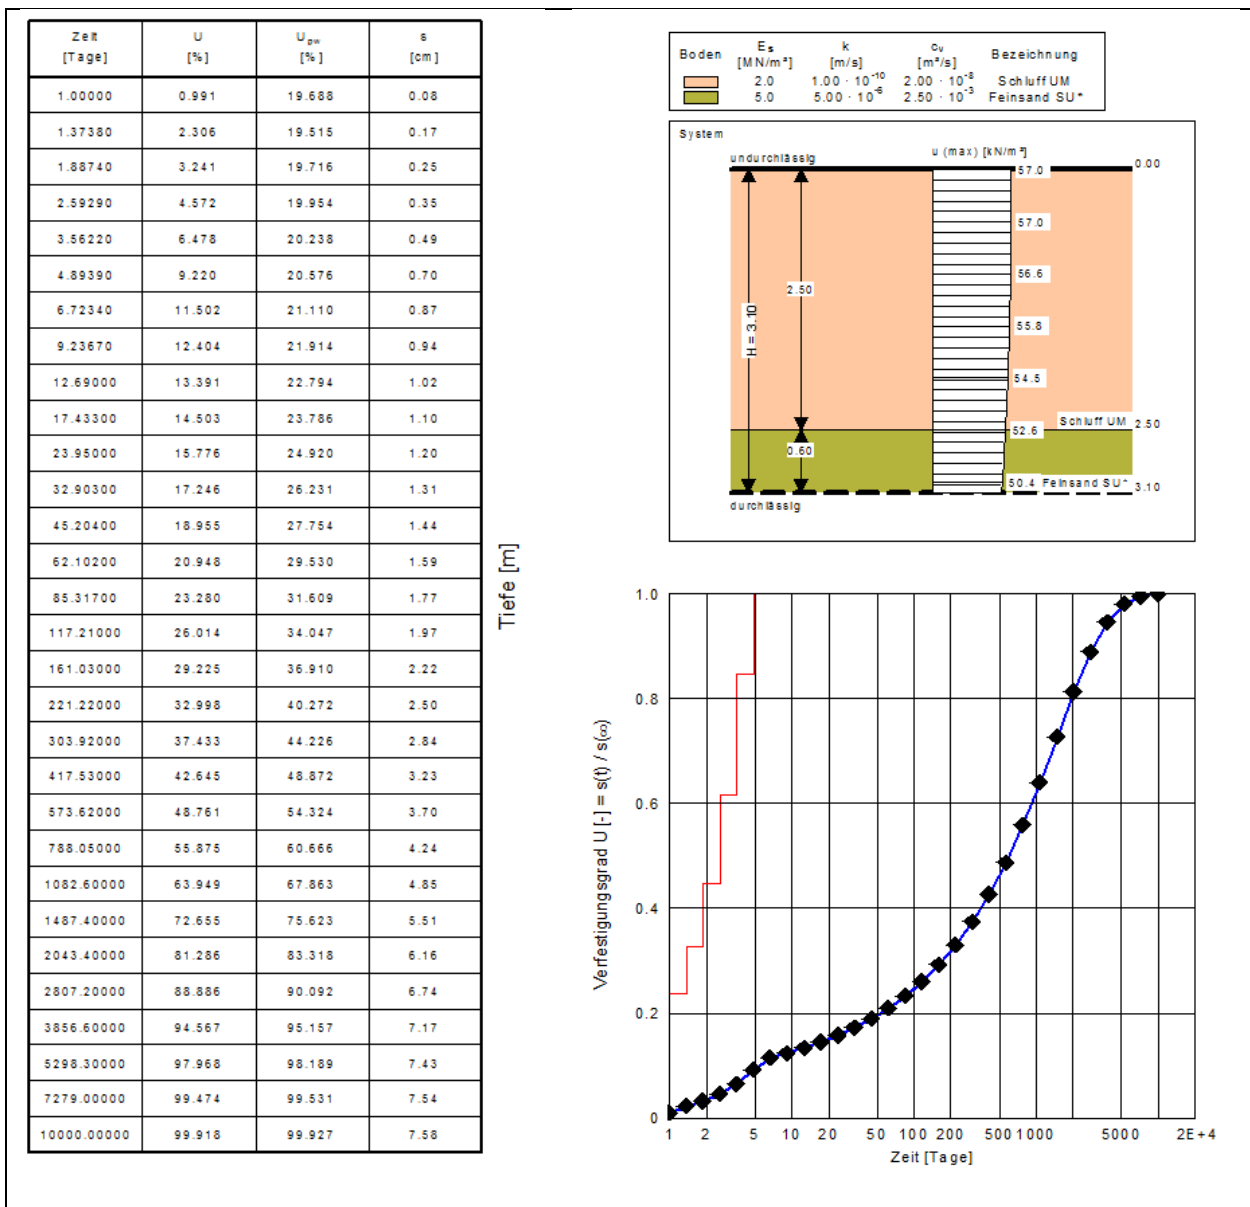 Zeit U U pw s
[Tage] [%] [%] [cm]
1.00000 0.991 19.688 0.08
1.37380 2.306 19.515 0.17
1.88740 3.241 19.716 0.25
2.59290 4.572 19.954 0.35
3.56220 6.478 20.238 0.49
4.89390 9.220 20.576 0.70
6.72340 11.502 21.110 0.87
9.23670 12.404 21.914 0.94
12.69000 13.391 22.794 1.02
17.43300 14.503 23.786 1.10
23.95000 15.776 24.920 1.20
32.90300 17.246 26.231 1.31
45.20400 18.955 27.754 1.44
62.10200 20.948 29.530 1.59
85.31700 23.280 31.609 1.77
117.21000 26.014 34.047 1.97
161.03000 29.225 36.910 2.22
221.22000 32.998 40.272 2.50
303.92000 37.433 44.226 2.84
417.53000 42.645 48.872 3.23
573.62000 48.761 54.324 3.70
788.05000 55.875 60.666 4.24
1082.60000 63.949 67.863 4.85
1487.40000 72.655 75.623 5.51
2043.40000 81.286 83.318 6.16
2807.20000 88.886 90.092 6.74
3856.60000 94.567 95.157 7.17
5298.30000 97.968 98.189 7.43
7279.00000 99.474 99.531 7.54
10000.00000 99.918 99.927 7.58
Tiefe [m]
Boden E s k c v Bezeichnung
[MN/m²] [m/s] [m²/s]
2.0 1.00 · 10⁻¹⁰ 2.00 · 10⁻⁸ Schluff UM
5.0 5.00 · 10⁻⁶ 2.50 · 10⁻³ Feinsand SU*
System
undurchlässig u (max) [kN/m²]
57.0 0.00
57.0
56.6
2.50
H = 3.10
55.8
54.5
52.6 Schluff UM 2.50
0.60
50.4 Feinsand SU* 3.10
durchlässig
Verfestigungsgrad U [-] = s(t) / s(∞)
1.0
0.8
0.6
0.4
0.2
0
1 2 5 10 20 50 100 200 500 1000 5000 2E+4
Zeit [Tage]